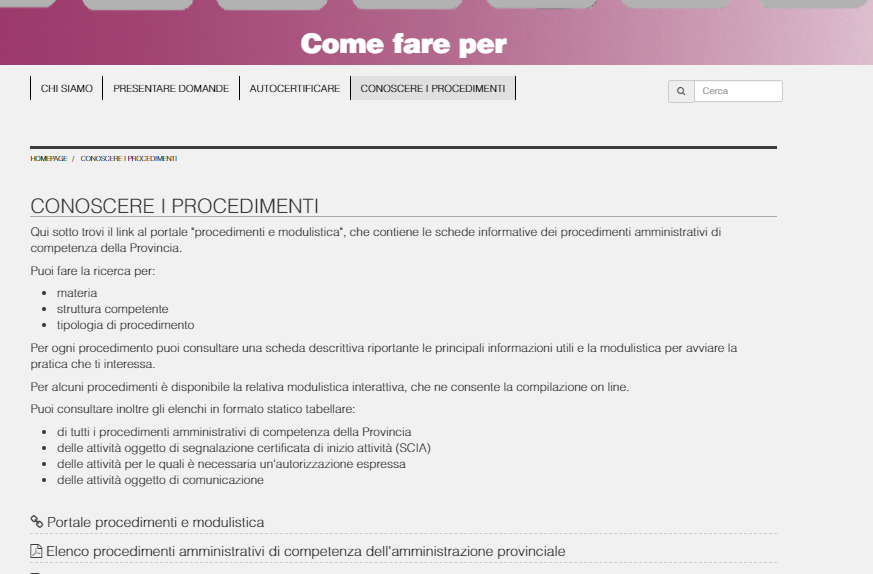 Come fare per
CHI SIAMO
PRESENTARE DOMANDE
AUTOCERTIFICARE
CONOSCERE I PROCEDIMENTI
Cerca
HOMEPAGE / CONOSCERE I PROCEDIMENTI
CONOSCERE I PROCEDIMENTI
Qui sotto trovi il link al portale "procedimenti e modulistica", che contiene le schede informative dei procedimenti amministrativi di
competenza della Provincia.
Puoi fare la ricerca per:
• materia
• struttura competente
• tipologia di procedimento
Per ogni procedimento puoi consultare una scheda descrittiva riportante le principali informazioni utili e la modulistica per avviare la
pratica che ti interessa.
Per alcuni procedimenti è disponibile la relativa modulistica interattiva, che ne consente la compilazione on line.
Puoi consultare inoltre gli elenchi in formato statico tabellare:
• di tutti i procedimenti amministrativi di competenza della Provincia
• delle attività oggetto di segnalazione certificata di inizio attività (SCIA)
• delle attività per le quali è necessaria un'autorizzazione espressa
• delle attività oggetto di comunicazione
Portale procedimenti e modulistica
Elenco procedimenti amministrativi di competenza dell'amministrazione provinciale